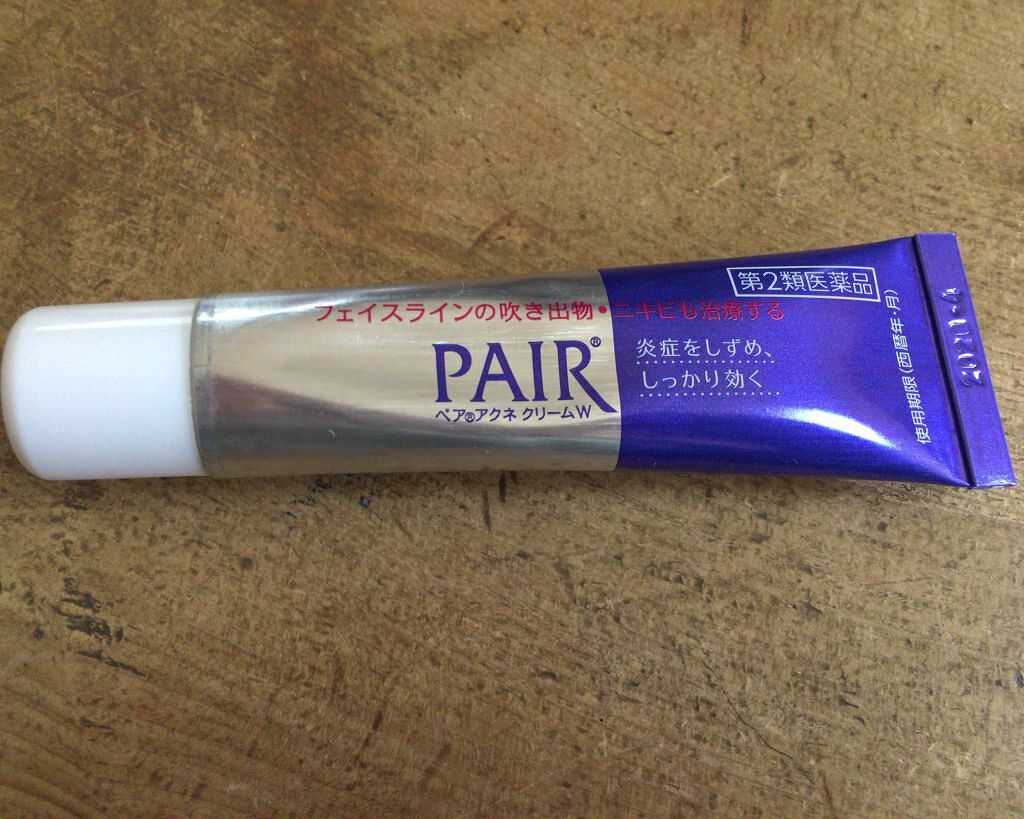 第2類医薬品
フェイスラインの吹き出物・ニキビも治療する
PAIR®
ペア®アクネ クリームW
炎症をしずめ、
しっかり効く
使用期限(西暦年・月)